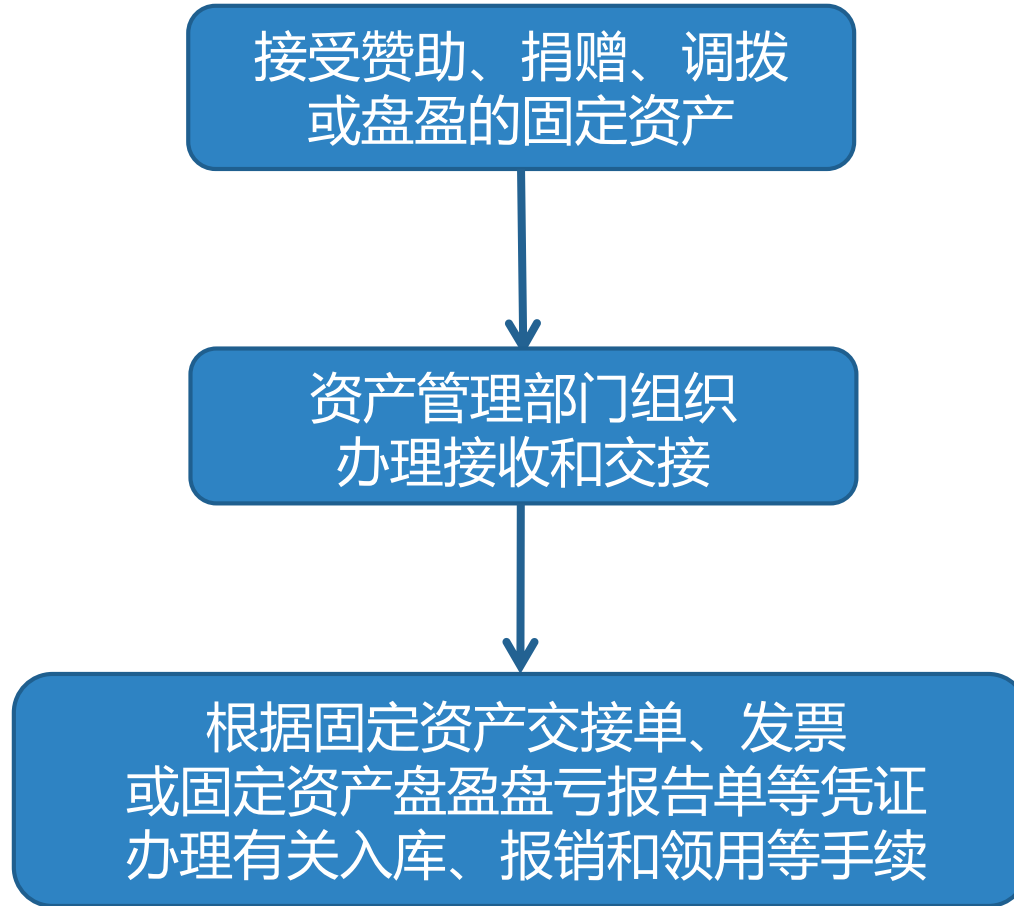 接受赞助、捐赠、调拨
或盘盈的固定资产
资产管理部门组织
办理接收和交接
根据固定资产交接单、发票
或固定资产盘盈盘亏报告单等凭证
办理有关入库、报销和领用等手续